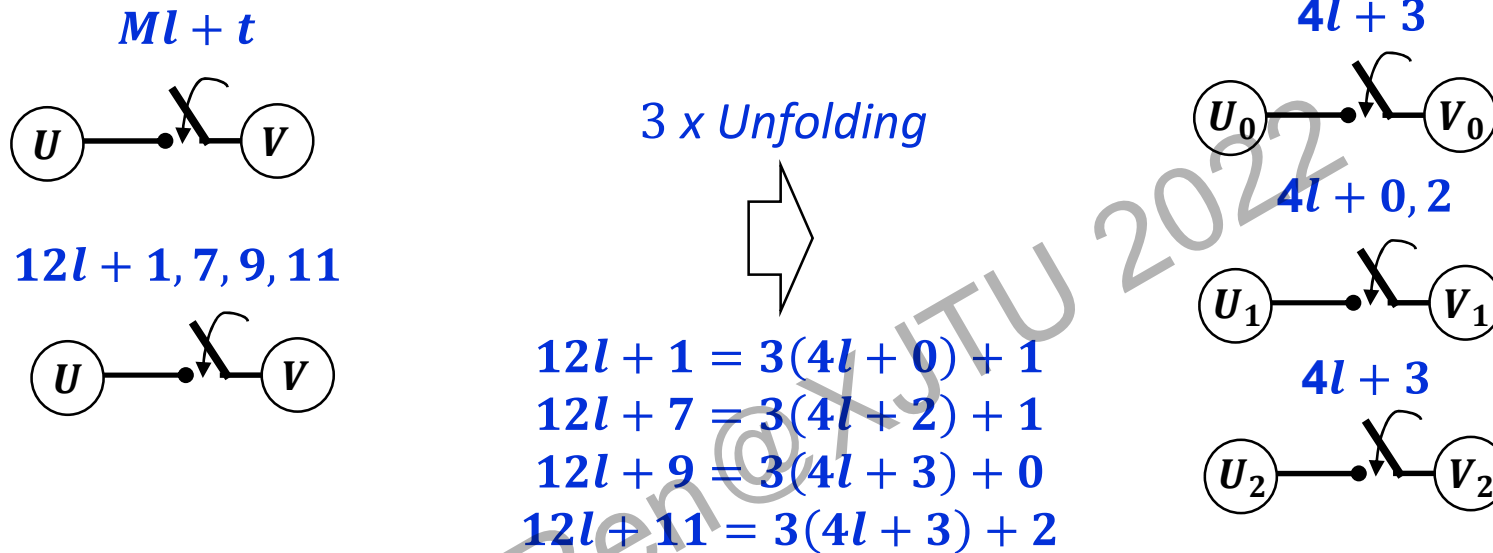 Ml + t
U
V
12l + 1, 7, 9, 11
U
V
3 x Unfolding
12l + 1 = 3(4l + 0) + 1
12l + 7 = 3(4l + 2) + 1
12l + 9 = 3(4l + 3) + 0
12l + 11 = 3(4l + 3) + 2
4l + 3
U₀
V₀
4l + 0, 2
U₁
V₁
4l + 3
U₂
V₂
en@XJTU 2022